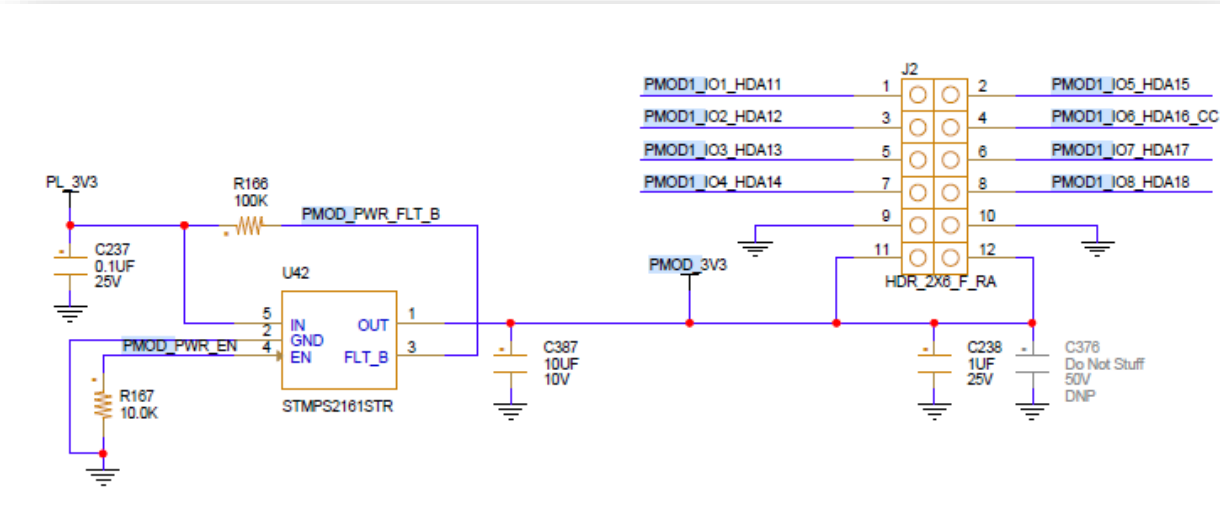 J2
PMOD1_IO1_HDA11
1
2
PMOD1_IO5_HDA15
PMOD1_IO2_HDA12
3
4
PMOD1_IO6_HDA16_CC
PMOD1_IO3_HDA13
5
6
PMOD1_IO7_HDA17
PMOD1_IO4_HDA14
7
8
PMOD1_IO8_HDA18
9
10
11
12
HDR_2X6_F_RA
PL_3V3
R166
100K
PMOD_PWR_FLT_B
C237
0.1UF
25V
U42
PMOD_3V3
5
IN
OUT
1
2
GND
PMOD_PWR_EN
4
EN
FLT_B
3
STMPS2161STR
R167
10.0K
C387
10UF
10V
C238
1UF
25V
C376
Do Not Stuff
50V
DNP